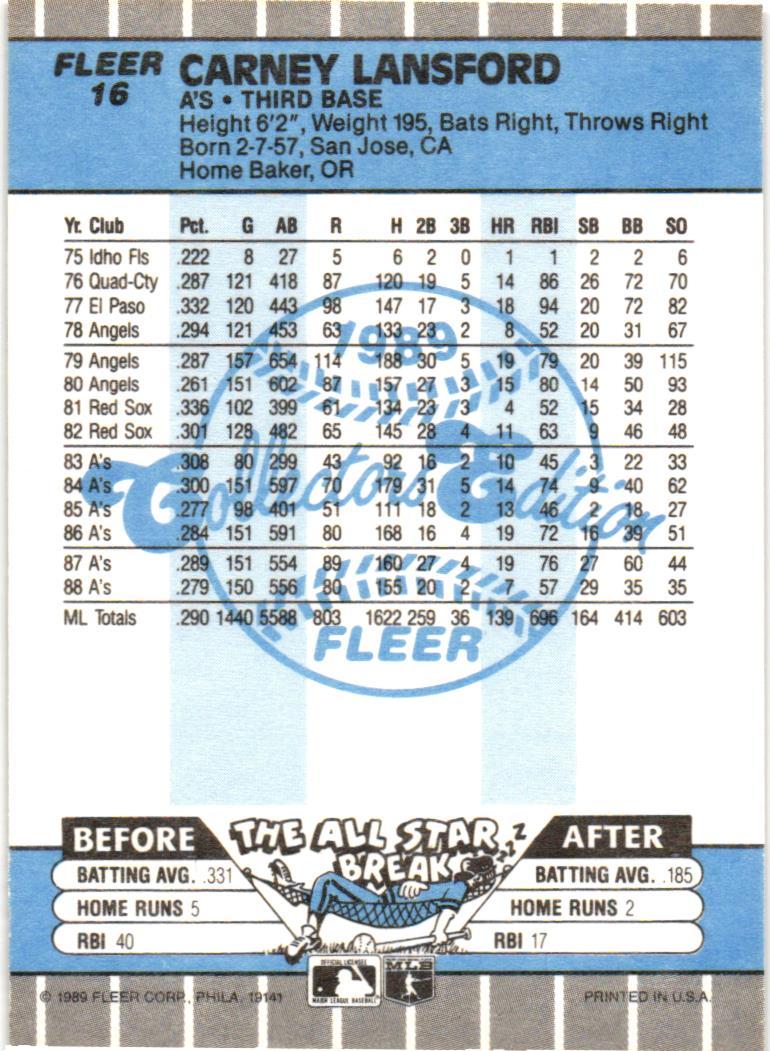 FLEER
16
CARNEY LANSFORD
A'S • THIRD BASE
Height 6'2", Weight 195, Bats Right, Throws Right
Born 2-7-57, San Jose, CA
Home Baker, OR
Yr. Club Pct. G AB R H 2B 3B HR RBI SB BB SO
75 Idho Fls .222 8 27 5 6 2 0 1 1 2 2 6
76 Quad-Cty .287 121 418 87 120 19 5 14 86 26 72 70
77 El Paso .332 120 443 98 147 17 3 18 94 20 72 82
78 Angels .294 121 453 63 133 23 2 8 52 20 31 67
79 Angels .287 157 654 114 188 30 5 19 79 20 39 115
80 Angels .261 151 602 87 157 27 3 15 80 14 50 93
81 Red Sox .336 102 399 61 134 23 3 4 52 15 34 28
82 Red Sox .301 128 482 65 145 28 4 11 63 9 46 48
83 A's .308 80 299 43 92 16 2 10 45 3 22 33
84 A's .300 151 597 70 179 31 5 14 74 9 40 62
85 A's .277 98 401 51 111 18 2 13 46 2 18 27
86 A's .284 151 591 80 168 16 4 19 72 16 39 51
87 A's .289 151 554 89 160 27 4 19 76 27 60 44
88 A's .279 150 556 80 155 20 2 7 57 29 35 35
ML Totals .290 1440 5588 803 1622 259 36 139 696 164 414 603
1989
Collectors Edition
FLEER
BEFORE THE ALL STAR BREAK AFTER
ZZZ
BATTING AVG. .331 BATTING AVG. .185
HOME RUNS 5 HOME RUNS 2
RBI 40 RBI 17
OFFICIAL LICENSEE
MAJOR LEAGUE BASEBALL
MLB
© 1989 FLEER CORP., PHILA. 19141 PRINTED IN U.S.A.